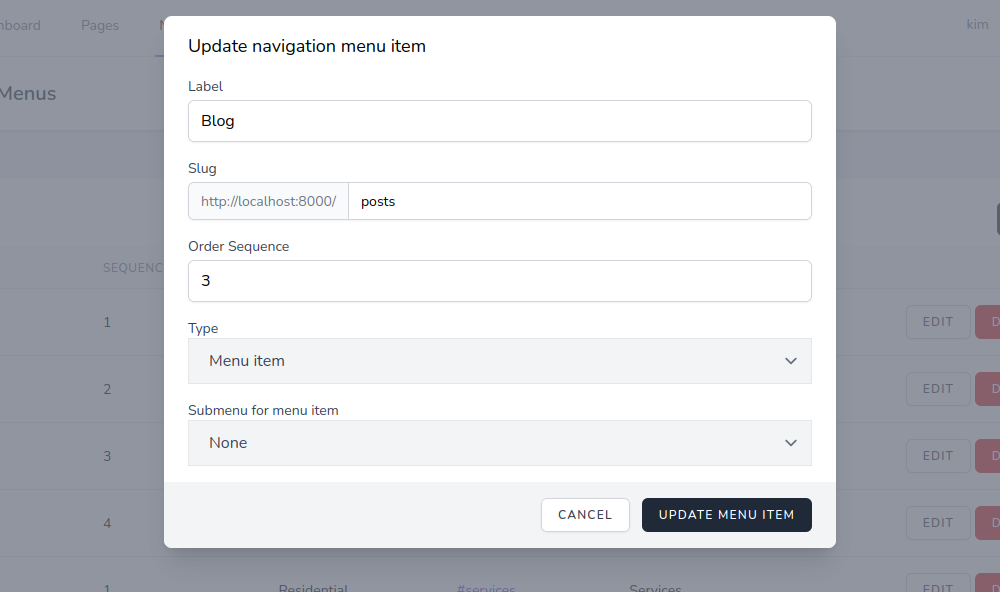 Pages
kim
Menus
Update navigation menu item
Label
Blog
Slug
http://localhost:8000/ posts
Order Sequence
3
Type
Menu item
Submenu for menu item
None
CANCEL UPDATE MENU ITEM
1 EDIT
2 EDIT
3 EDIT
4 EDIT
1 Residential #services Services EDIT